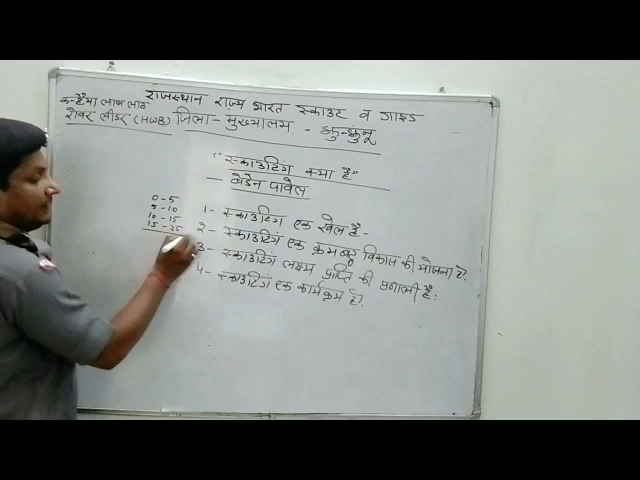 राजस्थान राज्य भारत स्काउट व गाइड
कन्हैया लाल जाट
रोवर लीडर (HWB) जिला - मुख्यालय - झुन्झुनू
"स्काउटिंग क्या है"
— बेडेन पावेल
0 - 5
5 - 10
10 - 15
15 - 25
1- स्काउटिंग एक खेल है -
2- स्काउटिंग एक क्रमबद्ध विकास की योजना है.
3- स्काउटिंग लक्ष्य प्राप्ति की प्रणाली है.
4- स्काउटिंग एक कार्यक्रम है.